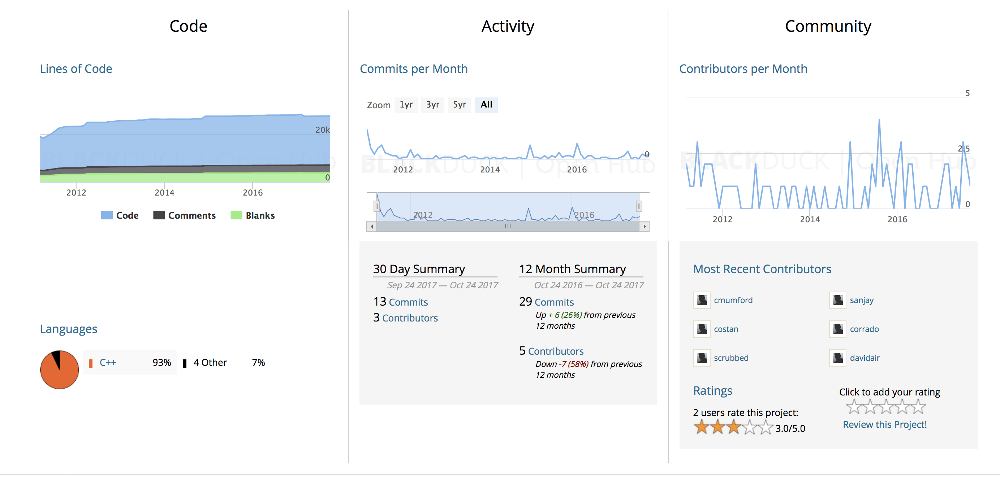 Code
Lines of Code
20k
0
2012 2014 2016
Code Comments Blanks
Languages
C++ 93% 4 Other 7%
Activity
Commits per Month
Zoom 1yr 3yr 5yr All
0
BLACKDUCK | Open Hub
2012 2014 2016
2012 2016
30 Day Summary
Sep 24 2017 — Oct 24 2017
13 Commits
3 Contributors
12 Month Summary
Oct 24 2016 — Oct 24 2017
29 Commits
Up + 6 (26%) from previous
12 months
5 Contributors
Down -7 (58%) from previous
12 months
Community
Contributors per Month
5
2.5
BLACKDUCK | Open Hub
0
2012 2014 2016
Most Recent Contributors
cmumford sanjay
costan corrado
scrubbed davidair
Ratings
2 users rate this project:
3.0/5.0
Click to add your rating
Review this Project!